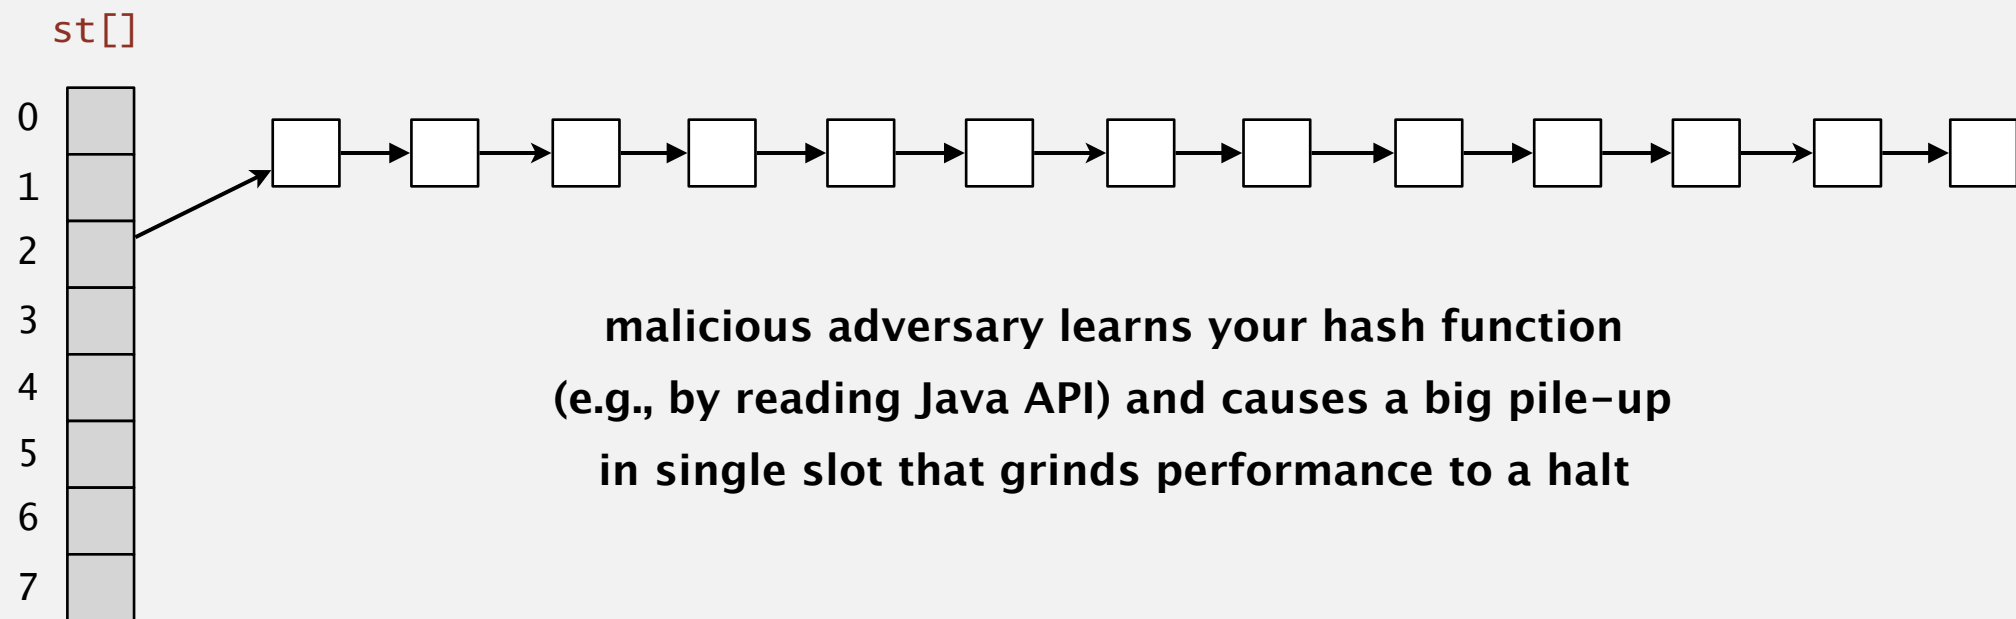 st[]
0
1
2
3
4
5
6
7
malicious adversary learns your hash function
(e.g., by reading Java API) and causes a big pile-up
in single slot that grinds performance to a halt